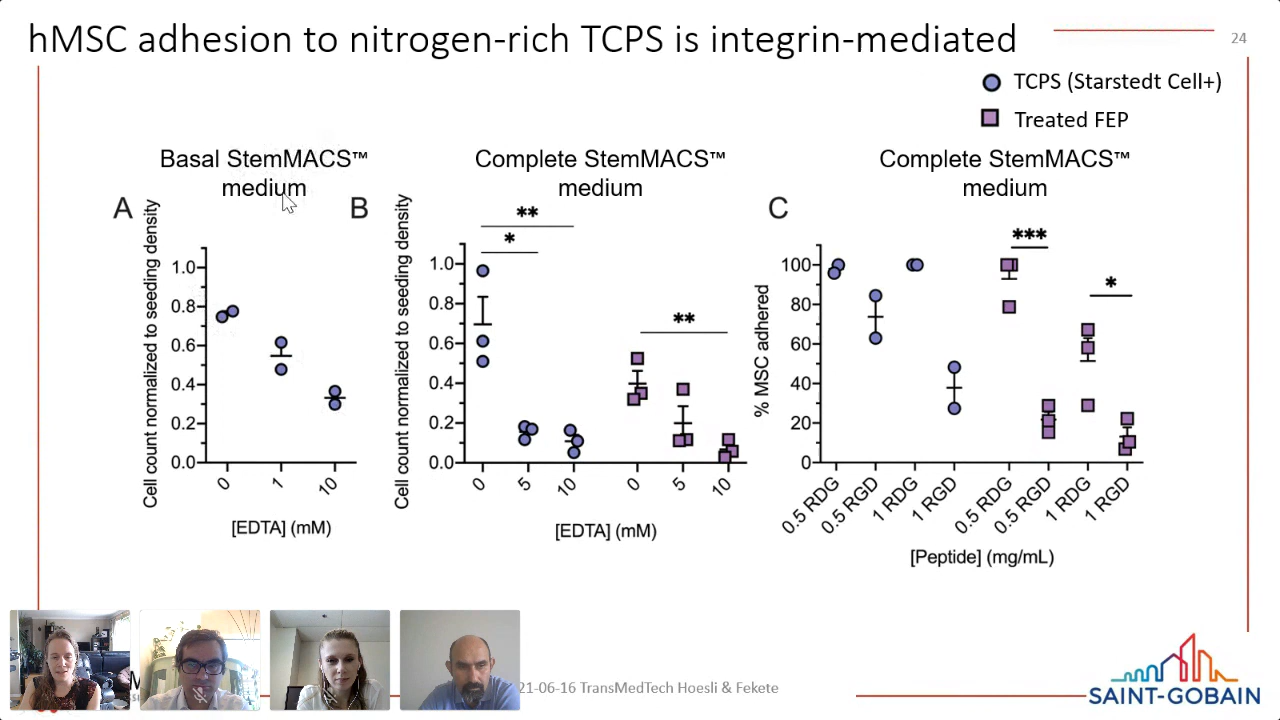 hMSC adhesion to nitrogen-rich TCPS is integrin-mediated
24
TCPS (Starstedt Cell+)
Treated FEP
Basal StemMACS™
medium
Complete StemMACS™
medium
Complete StemMACS™
medium
A
Cell count normalized to seeding density
1.0
0.8
0.6
0.4
0.2
0.0
0
1
10
[EDTA] (mM)
B
Cell count normalized to seeding density
**
*
**
1.0
0.8
0.6
0.4
0.2
0.0
0
5
10
0
5
10
[EDTA] (mM)
C
% MSC adhered
***
*
100
80
60
40
20
0
0.5 RDG
0.5 RGD
1 RDG
1 RGD
0.5 RDG
0.5 RGD
1 RDG
1 RGD
[Peptide] (mg/mL)
21-06-16 TransMedTech Hoesli & Fekete
SAINT-GOBAIN